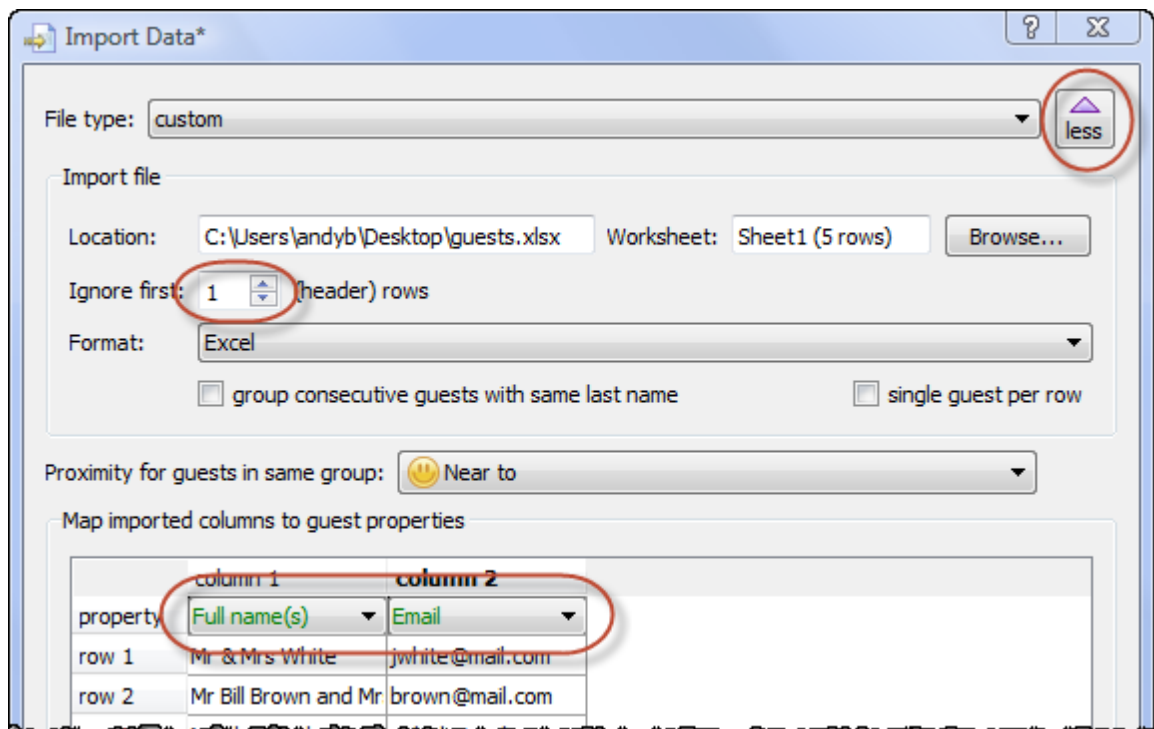 Import Data*
File type: custom less
Import file
Location: C:\Users\andyb\Desktop\guests.xlsx Worksheet: Sheet1 (5 rows) Browse...
Ignore first: 1 (header) rows
Format: Excel
group consecutive guests with same last name single guest per row
Proximity for guests in same group: Near to
Map imported columns to guest properties
column 1 column 2
property Full name(s) Email
row 1 Mr & Mrs White jwhite@mail.com
row 2 Mr Bill Brown and Mr brown@mail.com